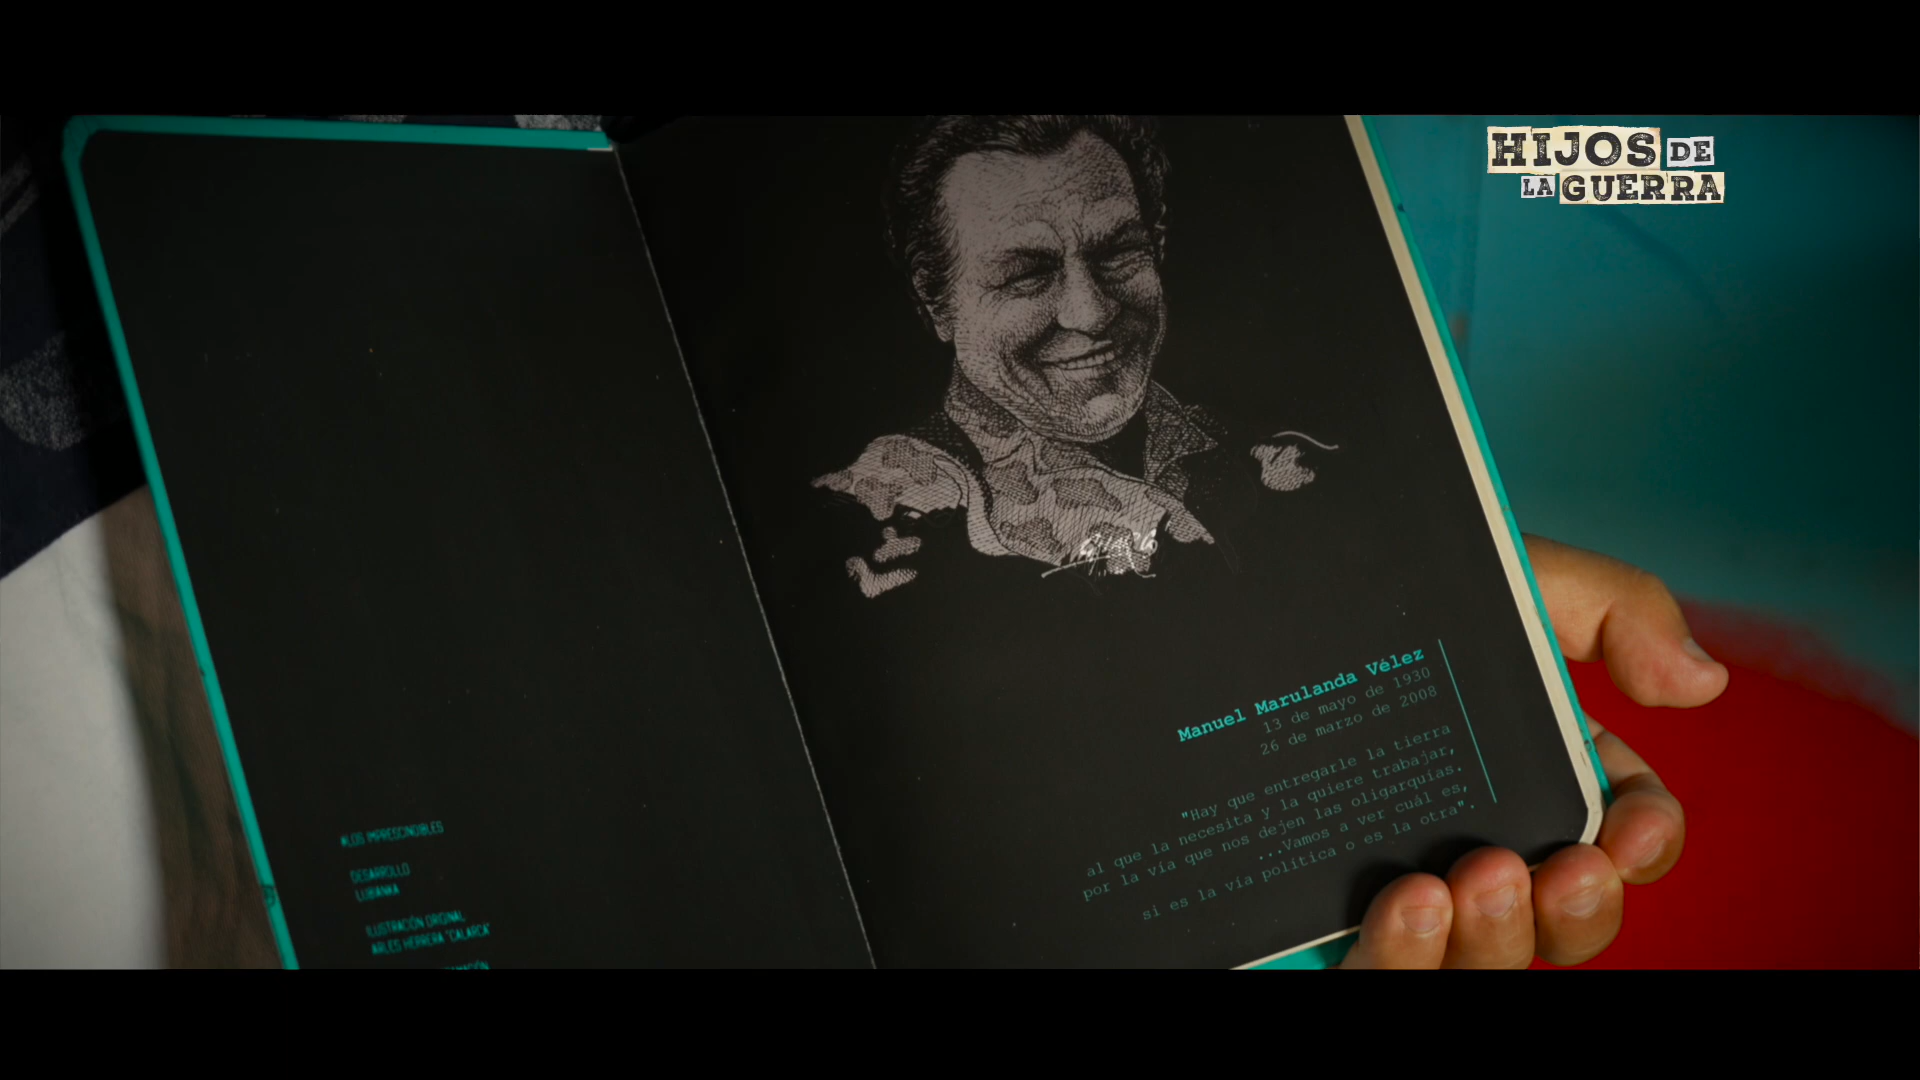 HIJOS DE
LA GUERRA
Manuel Marulanda Vélez
13 de mayo de 1930
26 de marzo de 2008
"Hay que entregarle la tierra
al que la necesita y la quiere trabajar,
por la vía que nos dejen las oligarquías.
...Vamos a ver cuál es,
si es la vía política o es la otra".
#LOS IMPRESCINDIBLES
DESARROLLO
LUBIANKA
ILUSTRACIÓN ORIGINAL
ARLES HERRERA "CALARCÁ"